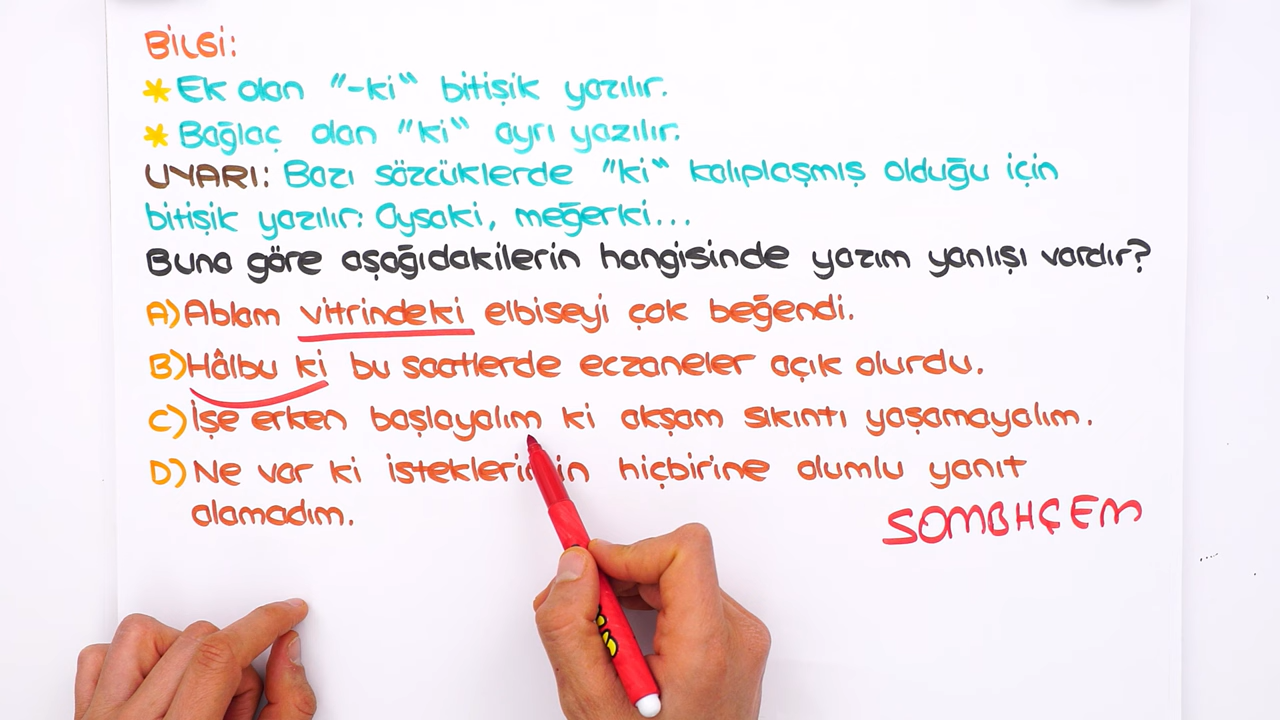 BİLGİ:
* Ek olan "-ki" bitişik yazılır.
* Bağlaç olan "ki" ayrı yazılır.
UYARI: Bazı sözcüklerde "ki" kalıplaşmış olduğu için
bitişik yazılır: Oysaki, meğerki...
Buna göre aşağıdakilerin hangisinde yazım yanlışı vardır?
A) Ablam vitrindeki elbiseyi çok beğendi.
B) Hâlbu ki bu saatlerde eczaneler açık olurdu.
C) İşe erken başlayalım ki akşam sıkıntı yaşamayalım.
D) Ne var ki isteklerimin hiçbirine olumlu yanıt
alamadım.
SOMBHÇEM